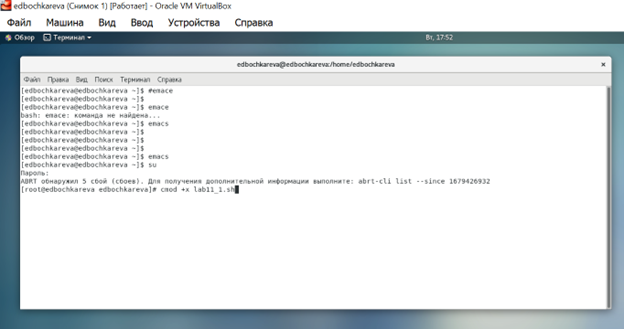 edbochkareva (Снимок 1) [Работает] - Oracle VM VirtualBox
Файл Машина Вид Ввод Устройства Справка
Обзор Терминал Вт, 17:52
edbochkareva@edbochkareva:/home/edbochkareva ×
Файл Правка Вид Поиск Терминал Справка
[edbochkareva@edbochkareva ~]$ #emace
[edbochkareva@edbochkareva ~]$
[edbochkareva@edbochkareva ~]$ emace
bash: emace: команда не найдена...
[edbochkareva@edbochkareva ~]$ emacs
[edbochkareva@edbochkareva ~]$
[edbochkareva@edbochkareva ~]$
[edbochkareva@edbochkareva ~]$
[edbochkareva@edbochkareva ~]$ emacs
[edbochkareva@edbochkareva ~]$ su
Пароль:
ABRT обнаружил 5 сбой (сбоев). Для получения дополнительной информации выполните: abrt-cli list --since 1679426932
[root@edbochkareva edbochkareva]# cmod +x lab11_1.sh